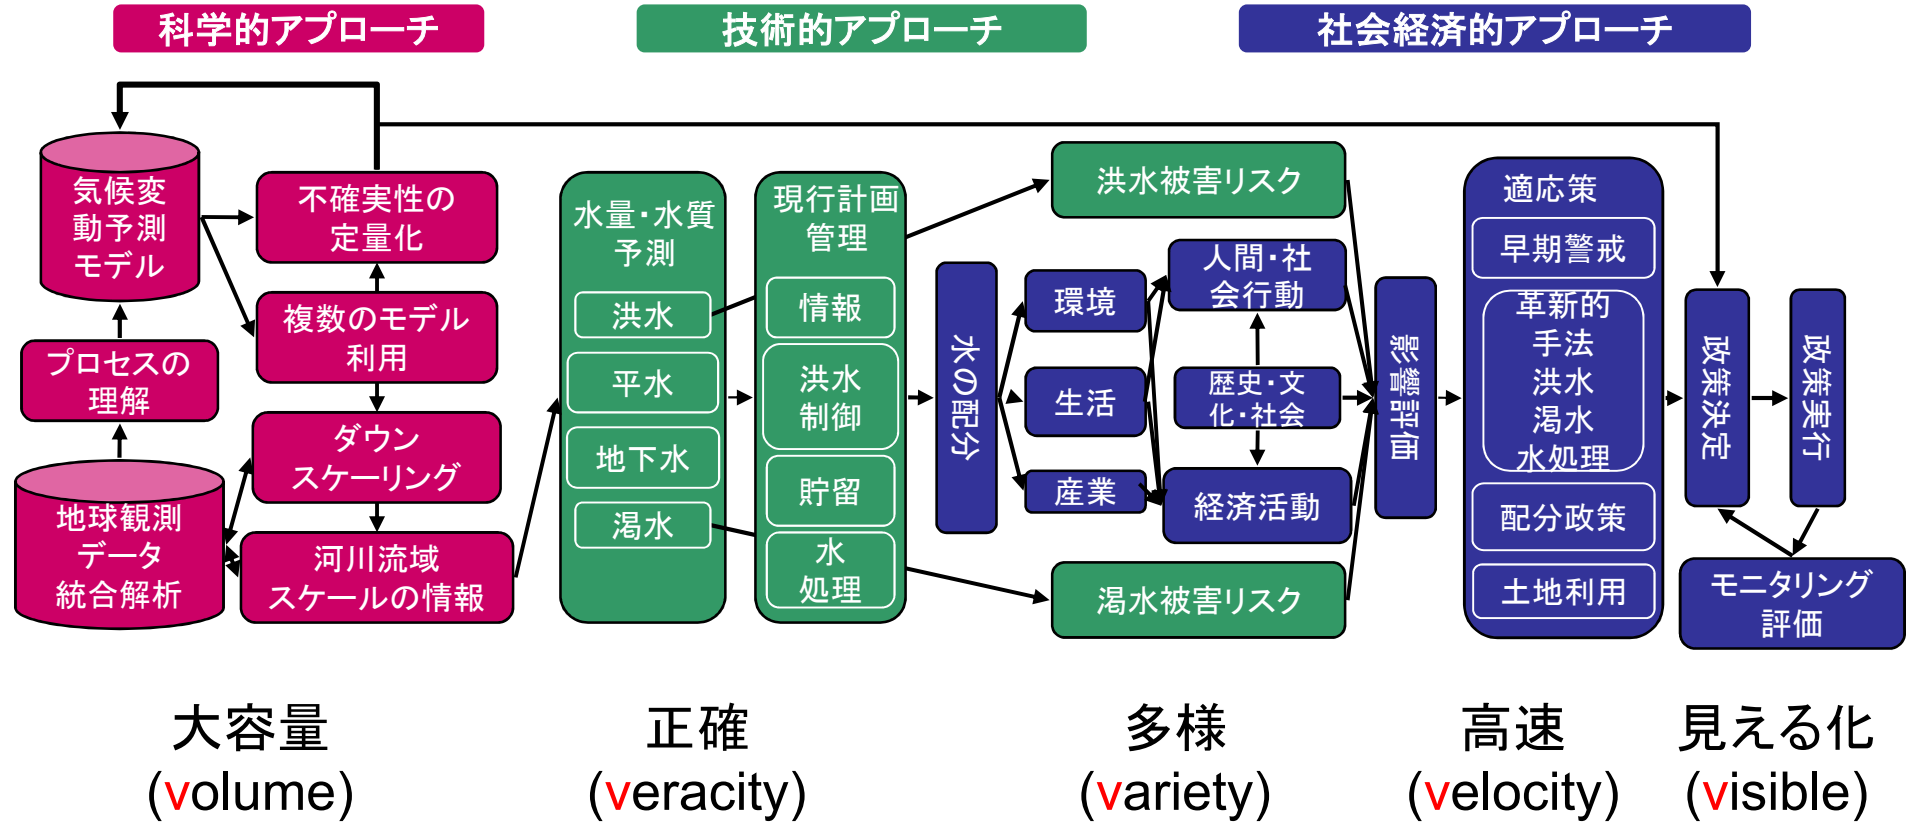 科学的アプローチ
技術的アプローチ
社会経済的アプローチ
気候変
動予測
モデル
不確実性の
定量化
複数のモデル
利用
プロセスの
理解
ダウン
スケーリング
地球観測
データ
統合解析
河川流域
スケールの情報
水量・水質
予測
洪水
平水
地下水
渇水
現行計画
管理
情報
洪水
制御
貯留
水
処理
洪水被害リスク
水の配分
環境
生活
産業
人間・社
会行動
歴史・文
化・社会
経済活動
渇水被害リスク
影響評価
適応策
早期警戒
革新的
手法
洪水
渇水
水処理
配分政策
土地利用
政策決定
政策実行
モニタリング
評価
大容量
(volume)
正確
(veracity)
多様
(variety)
高速
(velocity)
見える化
(visible)